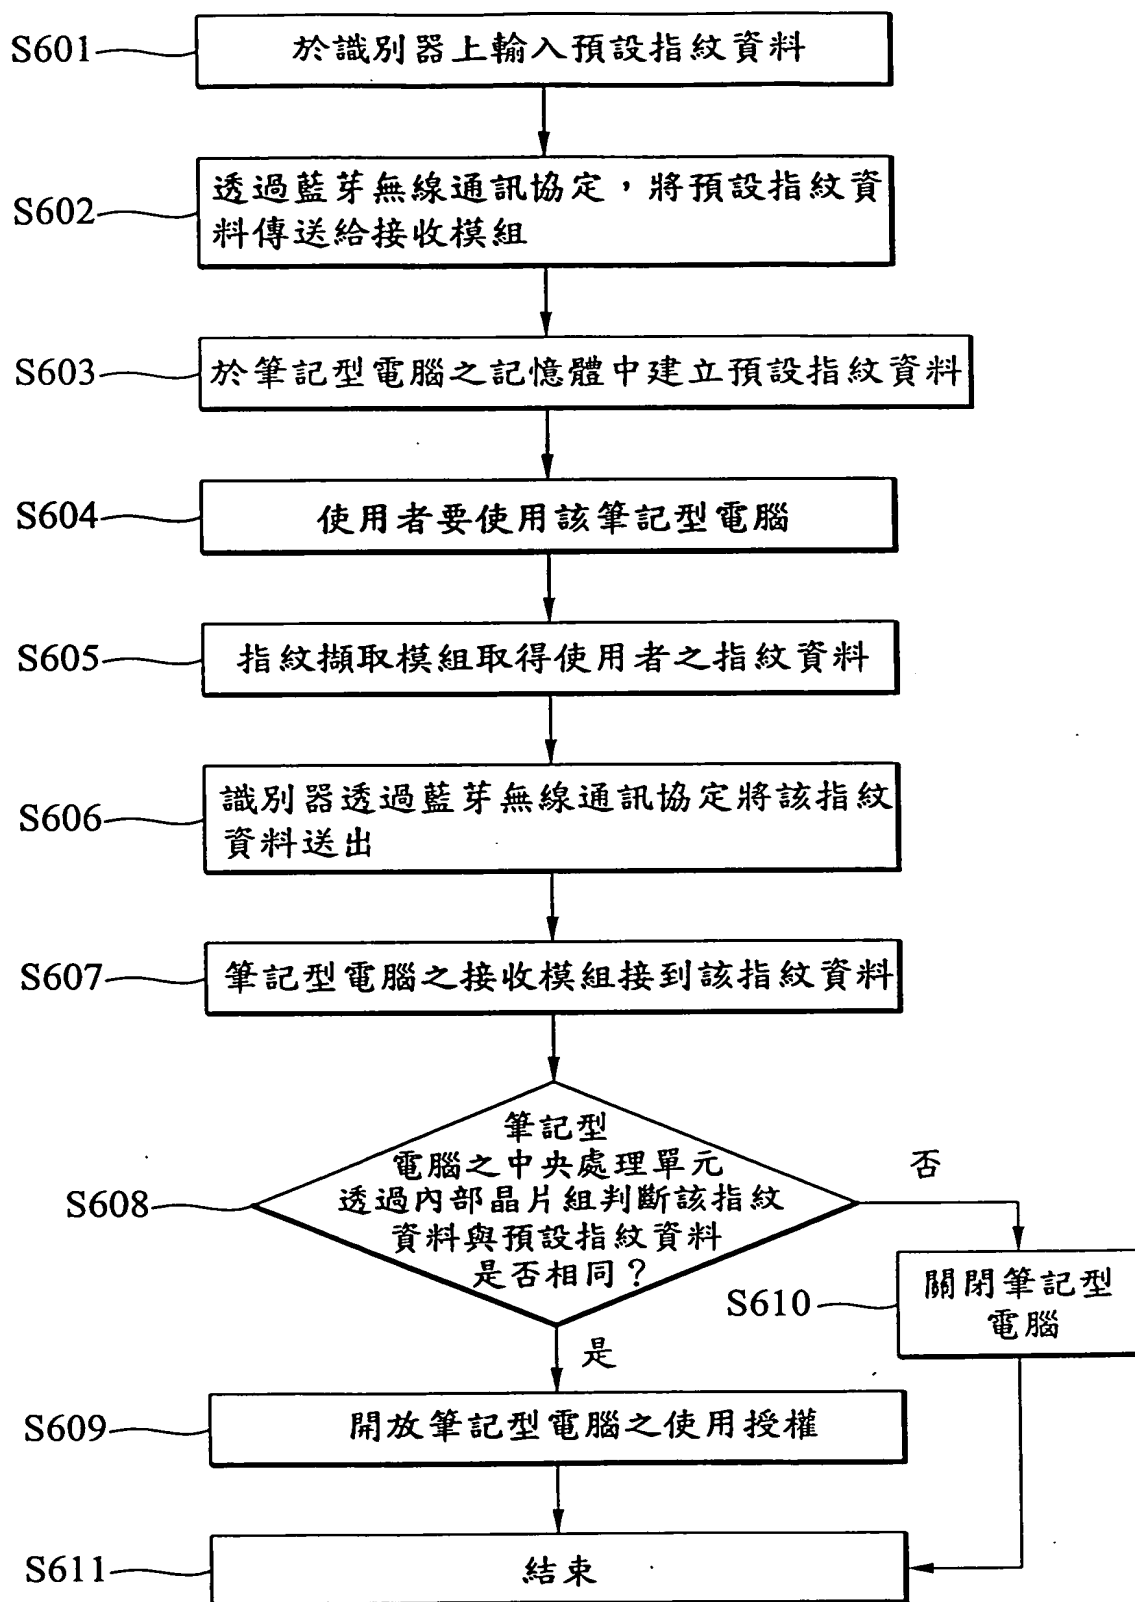 S601
於識別器上輸入預設指紋資料
S602
透過藍芽無線通訊協定，將預設指紋資
料傳送給接收模組
S603
於筆記型電腦之記憶體中建立預設指紋資料
S604
使用者要使用該筆記型電腦
S605
指紋擷取模組取得使用者之指紋資料
S606
識別器透過藍芽無線通訊協定將該指紋
資料送出
S607
筆記型電腦之接收模組接到該指紋資料
S608
筆記型
電腦之中央處理單元
透過內部晶片組判斷該指紋
資料與預設指紋資料
是否相同？
否
S610
關閉筆記型
電腦
是
S609
開放筆記型電腦之使用授權
S611
結束